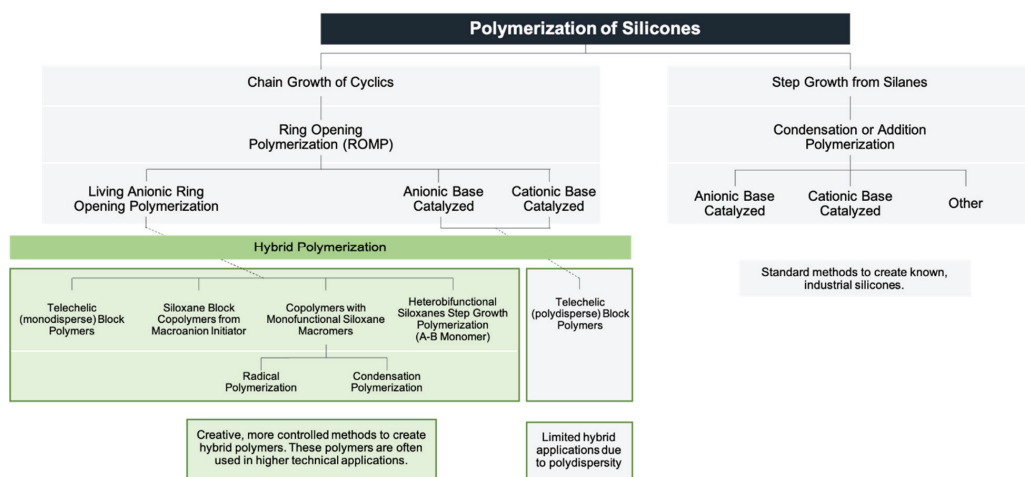 Polymerization of Silicones
Chain Growth of Cyclics
Step Growth from Silanes
Ring Opening
Polymerization (ROMP)
Condensation or Addition
Polymerization
Living Anionic Ring
Opening Polymerization
Anionic Base
Catalyzed
Cationic Base
Catalyzed
Anionic Base
Catalyzed
Cationic Base
Catalyzed
Other
Hybrid Polymerization
Telechelic
(monodisperse) Block
Polymers
Siloxane Block
Copolymers from
Macroanion Initiator
Copolymers with
Monofunctional Siloxane
Macromers
Heterobifunctional
Siloxanes Step Growth
Polymerization
(A-B Monomer)
Telechelic
(polydisperse) Block
Polymers
Standard methods to create known,
industrial silicones.
Radical
Polymerization
Condensation
Polymerization
Creative, more controlled methods to create
hybrid polymers. These polymers are often
used in higher technical applications.
Limited hybrid
applications due
to polydispersity